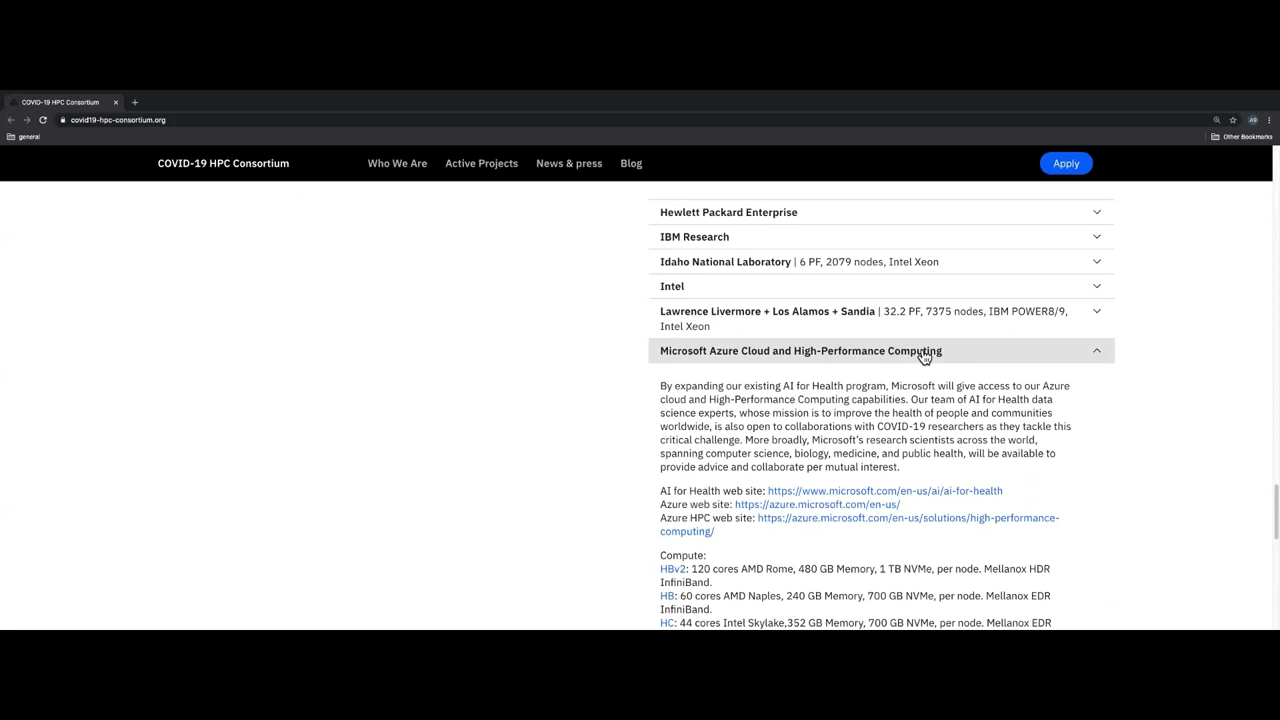 COVID-19 HPC Consortium
covid19-hpc-consortium.org
general
Other Bookmarks
COVID-19 HPC Consortium Who We Are Active Projects News & press Blog Apply
Hewlett Packard Enterprise
IBM Research
Idaho National Laboratory | 6 PF, 2079 nodes, Intel Xeon
Intel
Lawrence Livermore + Los Alamos + Sandia | 32.2 PF, 7375 nodes, IBM POWER8/9,
Intel Xeon
Microsoft Azure Cloud and High-Performance Computing
By expanding our existing AI for Health program, Microsoft will give access to our Azure
cloud and High-Performance Computing capabilities. Our team of AI for Health data
science experts, whose mission is to improve the health of people and communities
worldwide, is also open to collaborations with COVID-19 researchers as they tackle this
critical challenge. More broadly, Microsoft's research scientists across the world,
spanning computer science, biology, medicine, and public health, will be available to
provide advice and collaborate per mutual interest.
AI for Health web site: https://www.microsoft.com/en-us/ai/ai-for-health
Azure web site: https://azure.microsoft.com/en-us/
Azure HPC web site: https://azure.microsoft.com/en-us/solutions/high-performance-
computing/
Compute:
HBv2: 120 cores AMD Rome, 480 GB Memory, 1 TB NVMe, per node. Mellanox HDR
InfiniBand.
HB: 60 cores AMD Naples, 240 GB Memory, 700 GB NVMe, per node. Mellanox EDR
InfiniBand.
HC: 44 cores Intel Skylake,352 GB Memory, 700 GB NVMe, per node. Mellanox EDR